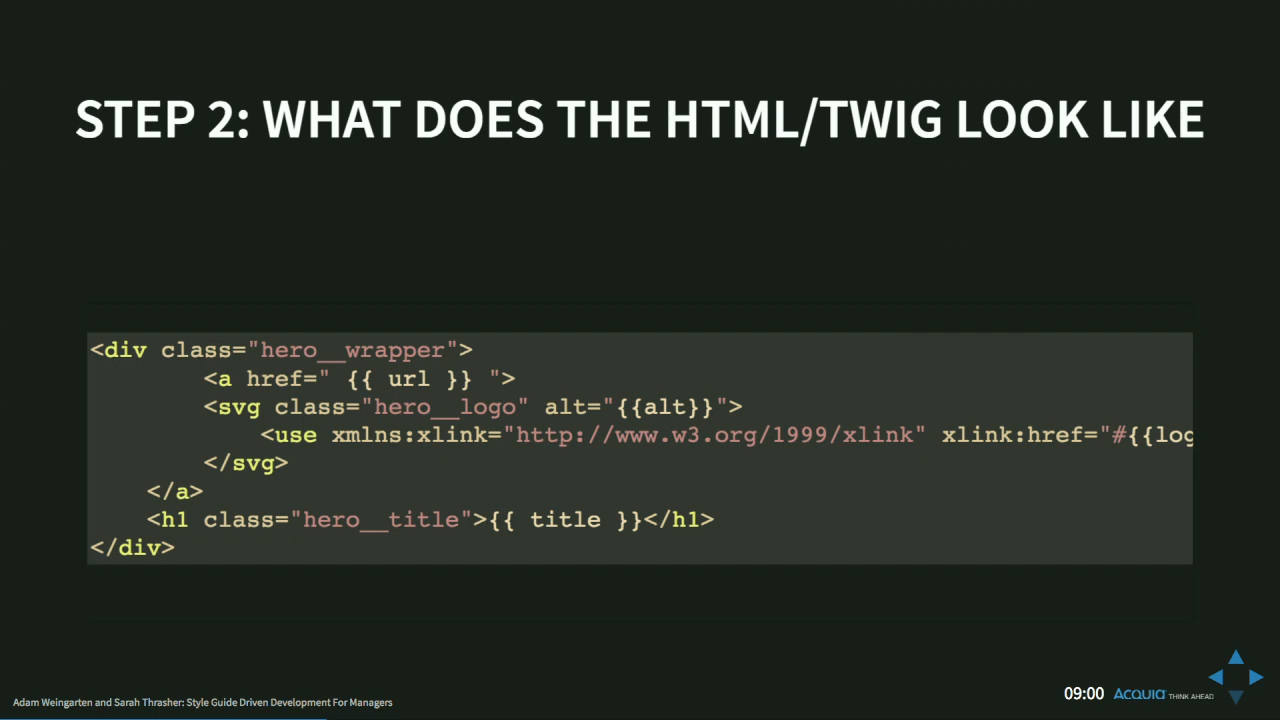 STEP 2: WHAT DOES THE HTML/TWIG LOOK LIKE
<div class="hero__wrapper">
        <a href=" {{ url }} ">
        <svg class="hero__logo" alt="{{alt}}">
            <use xmlns:xlink="http://www.w3.org/1999/xlink" xlink:href="#{{log
        </svg>
    </a>
    <h1 class="hero__title">{{ title }}</h1>
</div>
09:00 Acquia THINK AHEAD
Adam Weingarten and Sarah Thrasher: Style Guide Driven Development For Managers